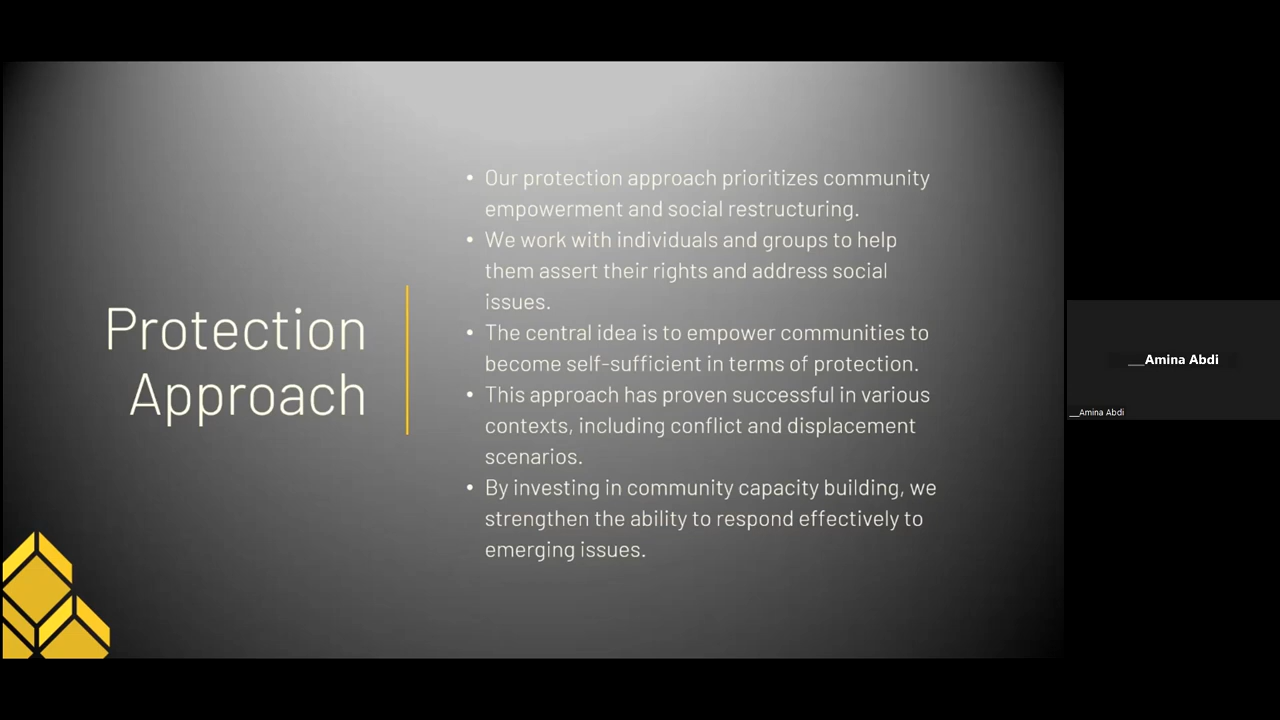 Protection
Approach
• Our protection approach prioritizes community
empowerment and social restructuring.
• We work with individuals and groups to help
them assert their rights and address social
issues.
• The central idea is to empower communities to
become self-sufficient in terms of protection.
• This approach has proven successful in various
contexts, including conflict and displacement
scenarios.
• By investing in community capacity building, we
strengthen the ability to respond effectively to
emerging issues.
__Amina Abdi
__Amina Abdi